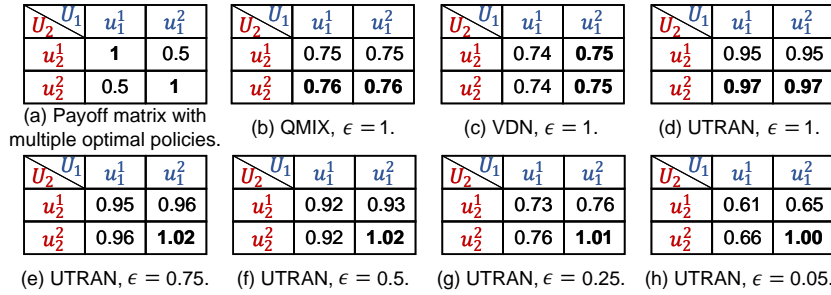 U₂ U₁ u₁¹ u₁² U₂ U₁ u₁¹ u₁² U₂ U₁ u₁¹ u₁² U₂ U₁ u₁¹ u₁²
u₂¹ 1 0.5 u₂¹ 0.75 0.75 u₂¹ 0.74 0.75 u₂¹ 0.95 0.95
u₂² 0.5 1 u₂² 0.76 0.76 u₂² 0.74 0.75 u₂² 0.97 0.97
(a) Payoff matrix with
multiple optimal policies.
(b) QMIX, ϵ = 1.
(c) VDN, ϵ = 1.
(d) UTRAN, ϵ = 1.
U₂ U₁ u₁¹ u₁² U₂ U₁ u₁¹ u₁² U₂ U₁ u₁¹ u₁² U₂ U₁ u₁¹ u₁²
u₂¹ 0.95 0.96 u₂¹ 0.92 0.93 u₂¹ 0.73 0.76 u₂¹ 0.61 0.65
u₂² 0.96 1.02 u₂² 0.92 1.02 u₂² 0.76 1.01 u₂² 0.66 1.00
(e) UTRAN, ϵ = 0.75.
(f) UTRAN, ϵ = 0.5.
(g) UTRAN, ϵ = 0.25.
(h) UTRAN, ϵ = 0.05.